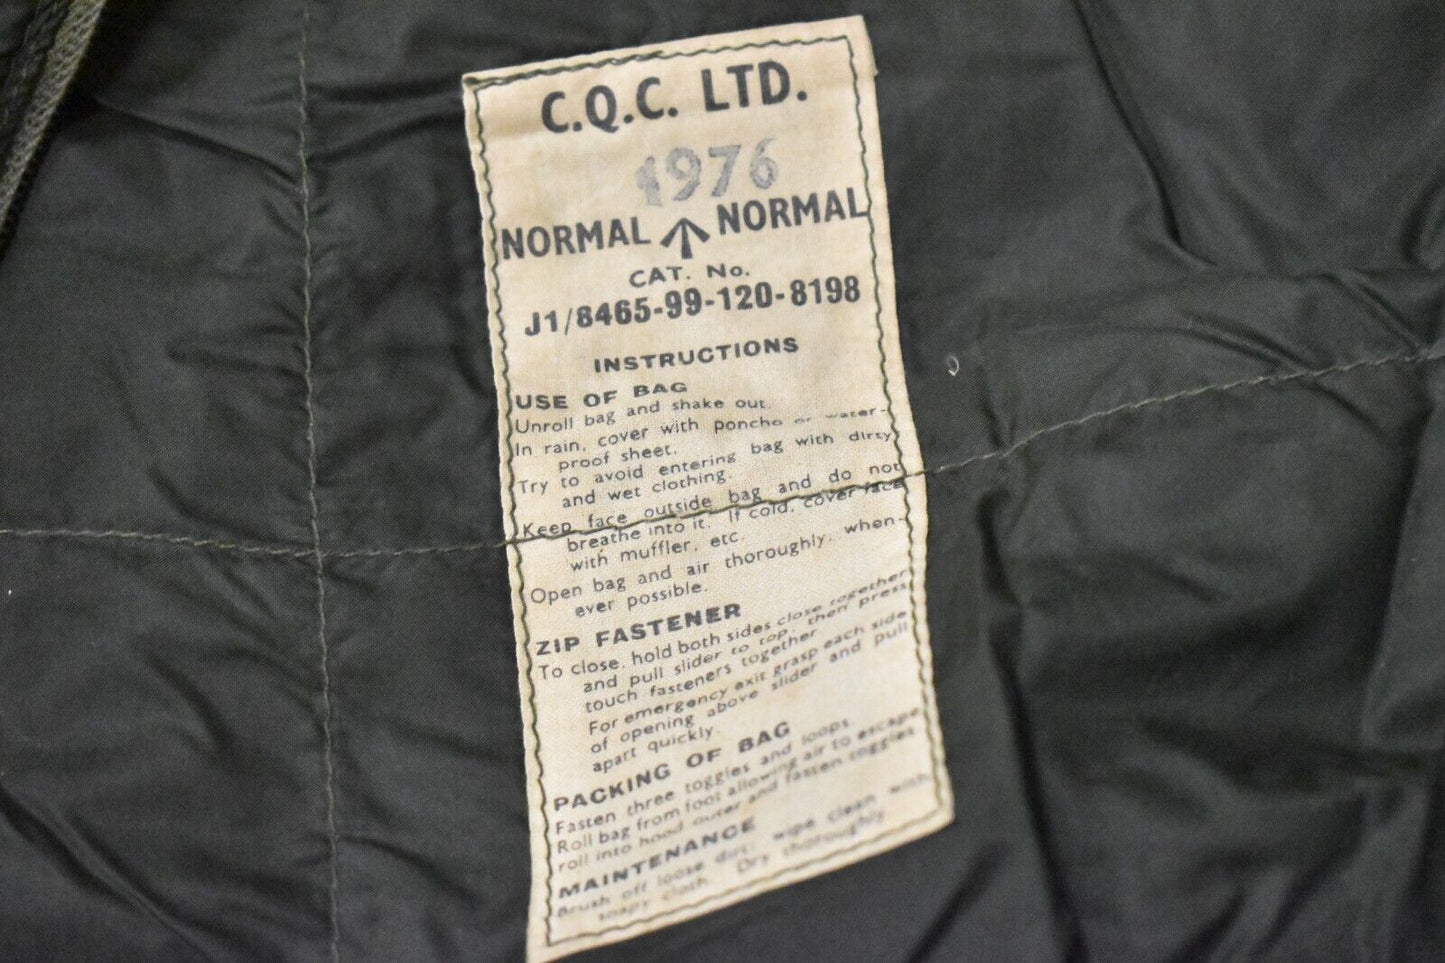 C.Q.C. LTD.
1976
NORMAL NORMAL
CAT. No.
J1/8465-99-120-8198
INSTRUCTIONS
USE OF BAG
Unroll bag and shake out.
In rain, cover with poncho or water-
proof sheet.
Try to avoid entering bag with dirty
and wet clothing.
Keep face outside bag and do not
breathe into it. If cold, cover face
with muffler, etc.
Open bag and air thoroughly, when-
ever possible.
ZIP FASTENER
To close, hold both sides close together
and pull slider to top, then press
touch fasteners together
For emergency exit grasp each side
of opening above slider and pull
apart quickly.
PACKING OF BAG
Fasten three toggles and loops.
Roll bag from foot allowing air to escape
roll into hood outer and fasten toggles
MAINTENANCE
Brush off loose dirt, wipe clean with
soapy cloth. Dry thoroughly